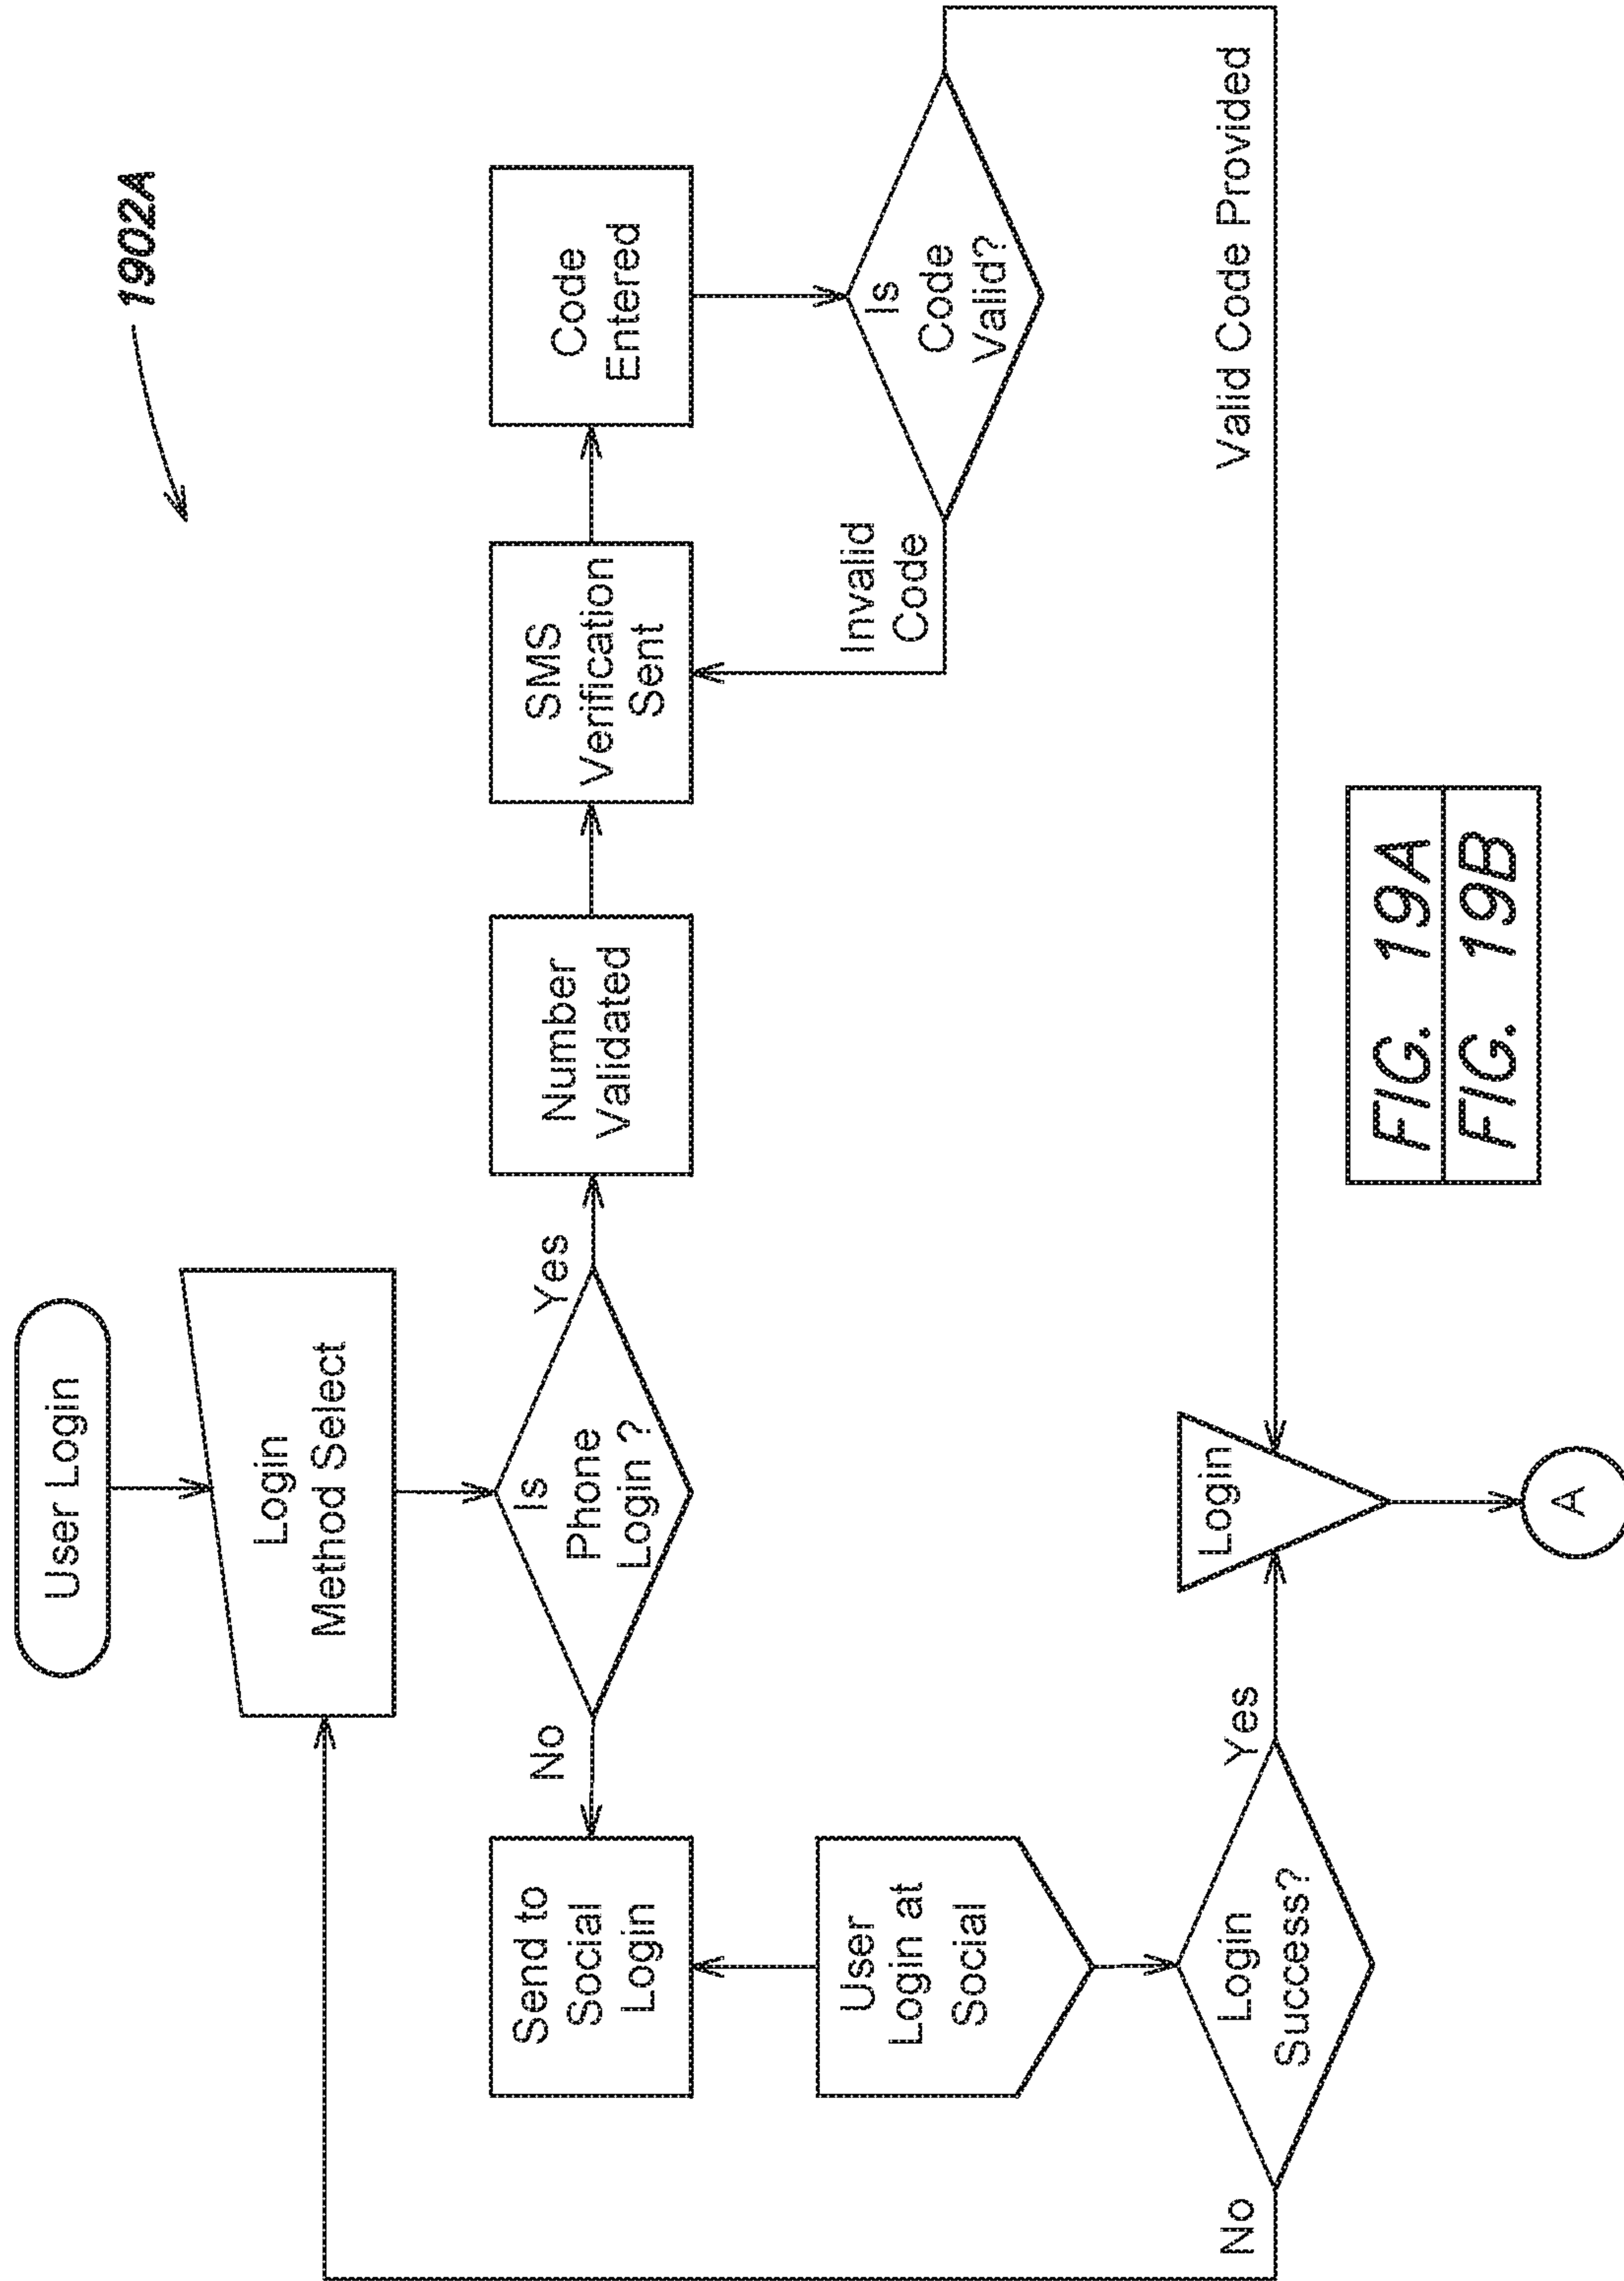 1902A
User Login
Login
Method Select
Is
Phone
Login ?
No
Yes
Send to
Social
Login
Number
Validated
SMS
Verification
Sent
Code
Entered
User
Login at
Social
Invalid
Code
Is
Code
Valid?
Login
Success?
No
Yes
Login
Valid Code Provided
A
FIG. 19A
FIG. 19B